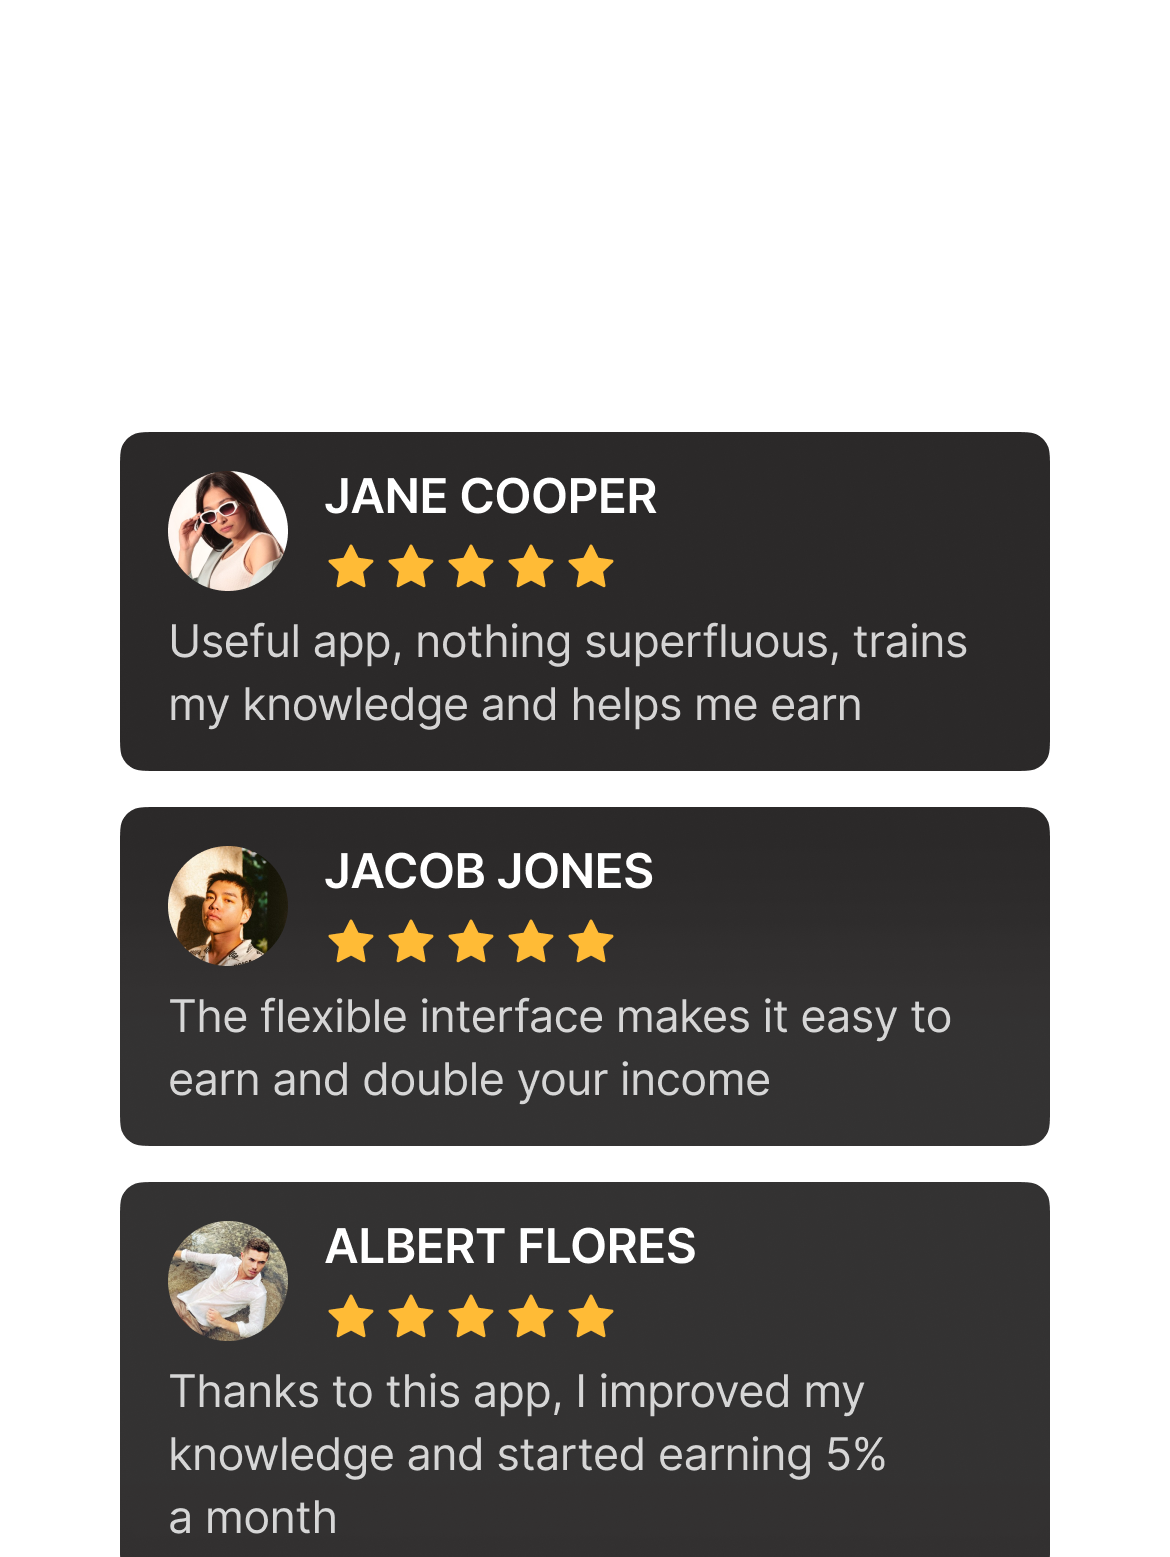 JANE COOPER
Useful app, nothing superfluous, trains
my knowledge and helps me earn
JACOB JONES
The flexible interface makes it easy to
earn and double your income
ALBERT FLORES
Thanks to this app, I improved my
knowledge and started earning 5%
a month